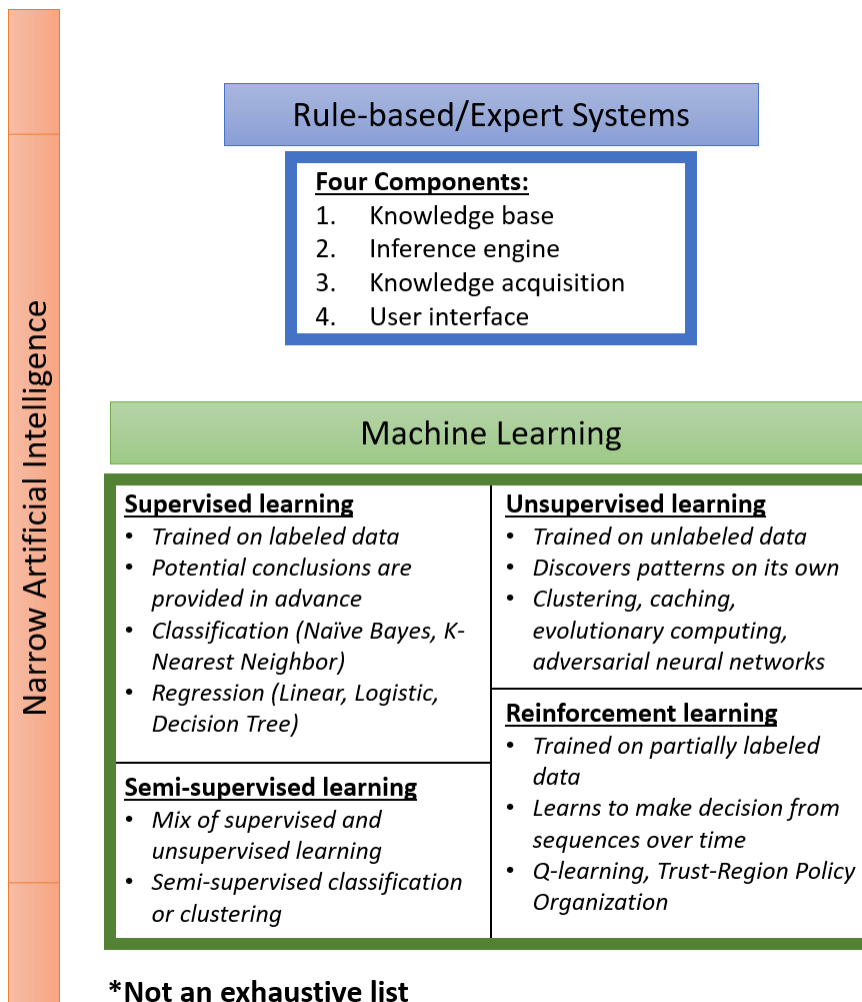 Narrow Artificial Intelligence
Rule-based/Expert Systems
Four Components:
1. Knowledge base
2. Inference engine
3. Knowledge acquisition
4. User interface
Machine Learning
Supervised learning
• Trained on labeled data
• Potential conclusions are
provided in advance
• Classification (Naïve Bayes, K-
Nearest Neighbor)
• Regression (Linear, Logistic,
Decision Tree)
Semi-supervised learning
• Mix of supervised and
unsupervised learning
• Semi-supervised classification
or clustering
Unsupervised learning
• Trained on unlabeled data
• Discovers patterns on its own
• Clustering, caching,
evolutionary computing,
adversarial neural networks
Reinforcement learning
• Trained on partially labeled
data
• Learns to make decision from
sequences over time
• Q-learning, Trust-Region Policy
Organization
*Not an exhaustive list